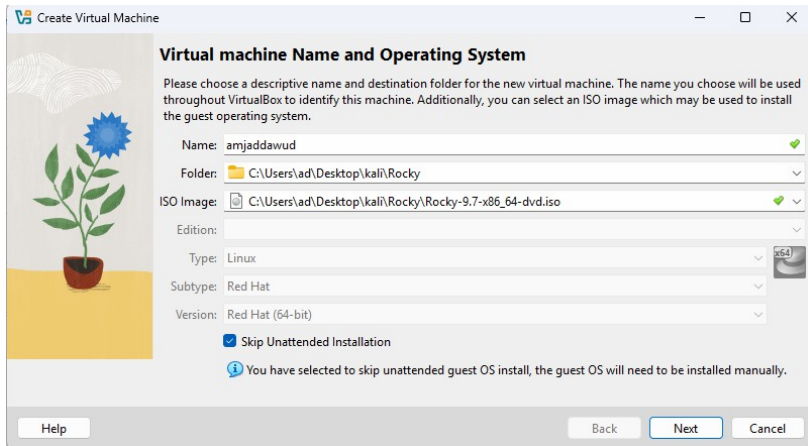 Create Virtual Machine
Virtual machine Name and Operating System
Please choose a descriptive name and destination folder for the new virtual machine. The name you choose will be used
throughout VirtualBox to identify this machine. Additionally, you can select an ISO image which may be used to install
the guest operating system.
Name: amjaddawud
Folder: C:\Users\ad\Desktop\kali\Rocky
ISO Image: C:\Users\ad\Desktop\kali\Rocky\Rocky-9.7-x86_64-dvd.iso
Edition:
Type: Linux x64
Subtype: Red Hat
Version: Red Hat (64-bit)
Skip Unattended Installation
You have selected to skip unattended guest OS install, the guest OS will need to be installed manually.
Help Back Next Cancel